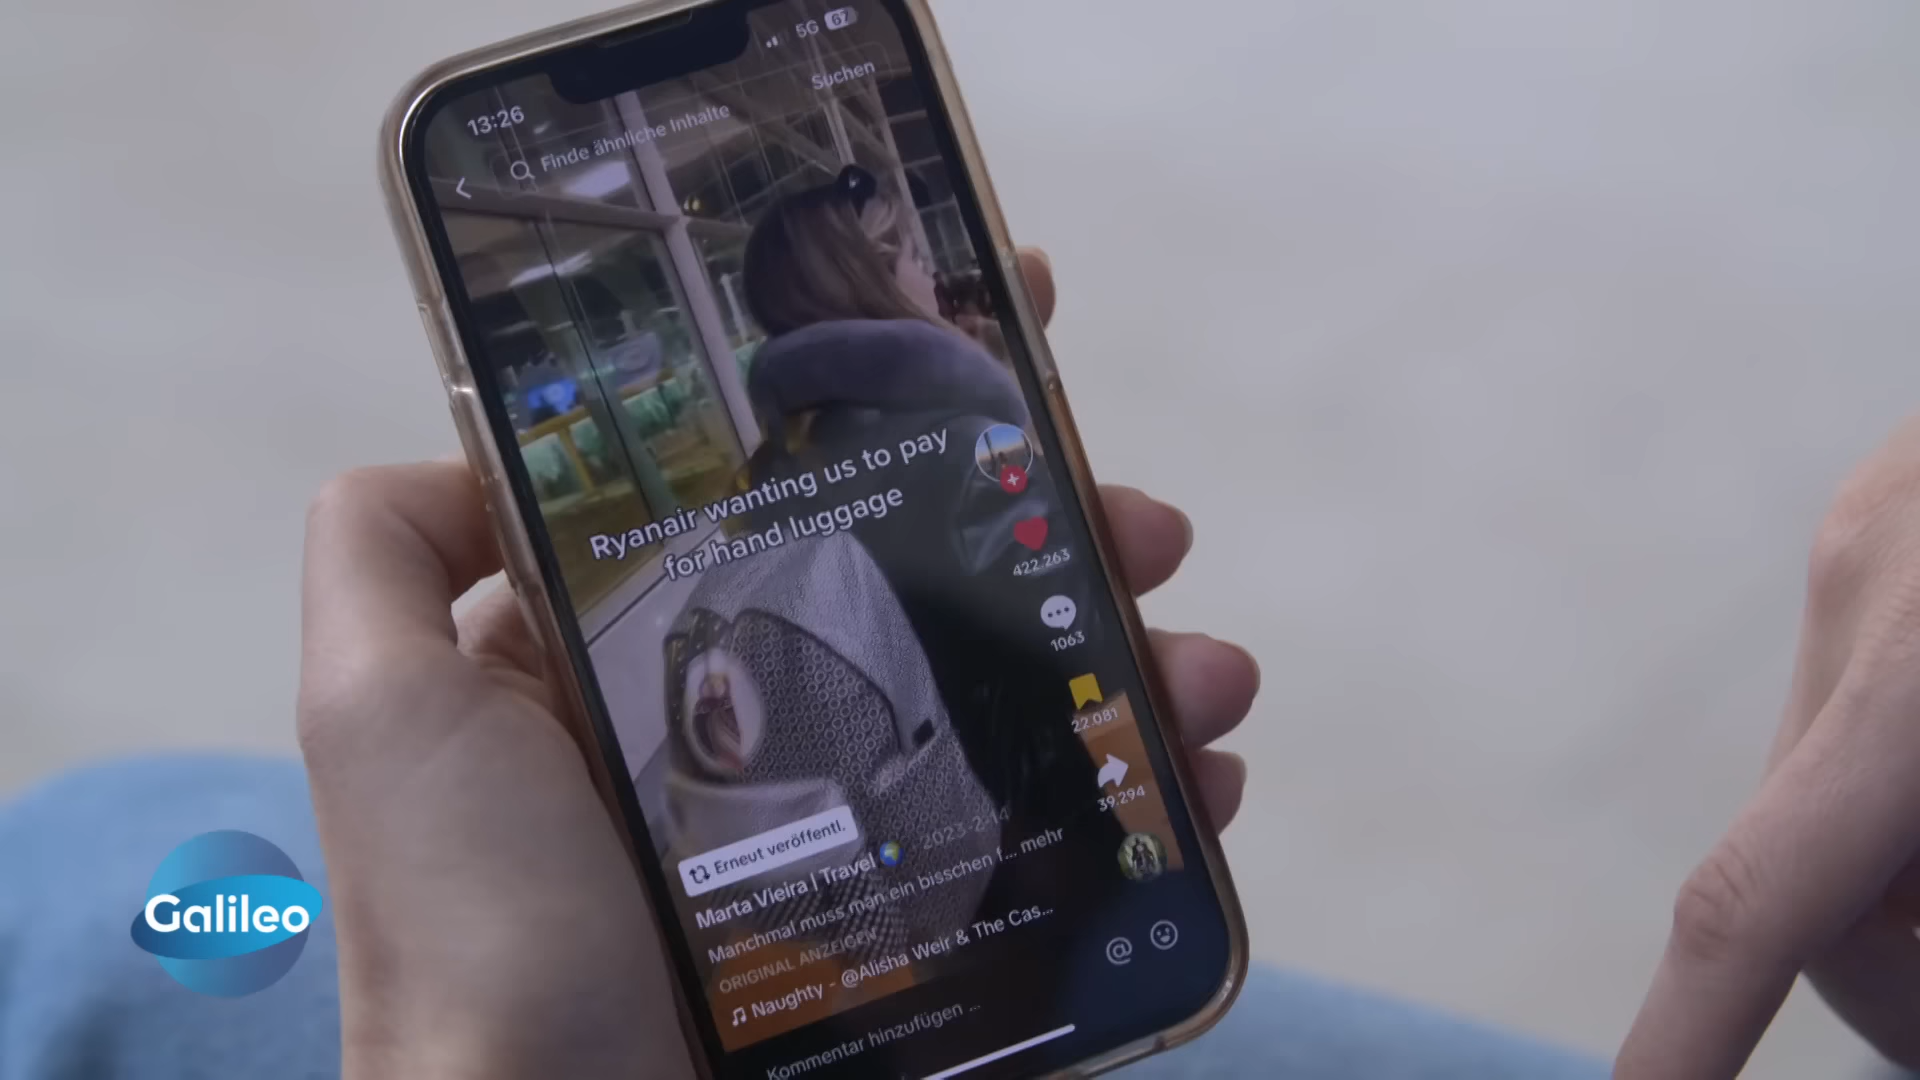 13:26
5G 67
Finde ähnliche Inhalte
Suchen
Ryanair wanting us to pay
for hand luggage
422.263
1063
22.081
39.294
Erneut veröffentl.
Marta Vieira | Travel 🌍 · 2023-2-14
Manchmal muss man ein bisschen f... mehr
ORIGINAL ANZEIGEN
Naughty - @Alisha Weir & The Cas...
Kommentar hinzufügen ...
@
Galileo